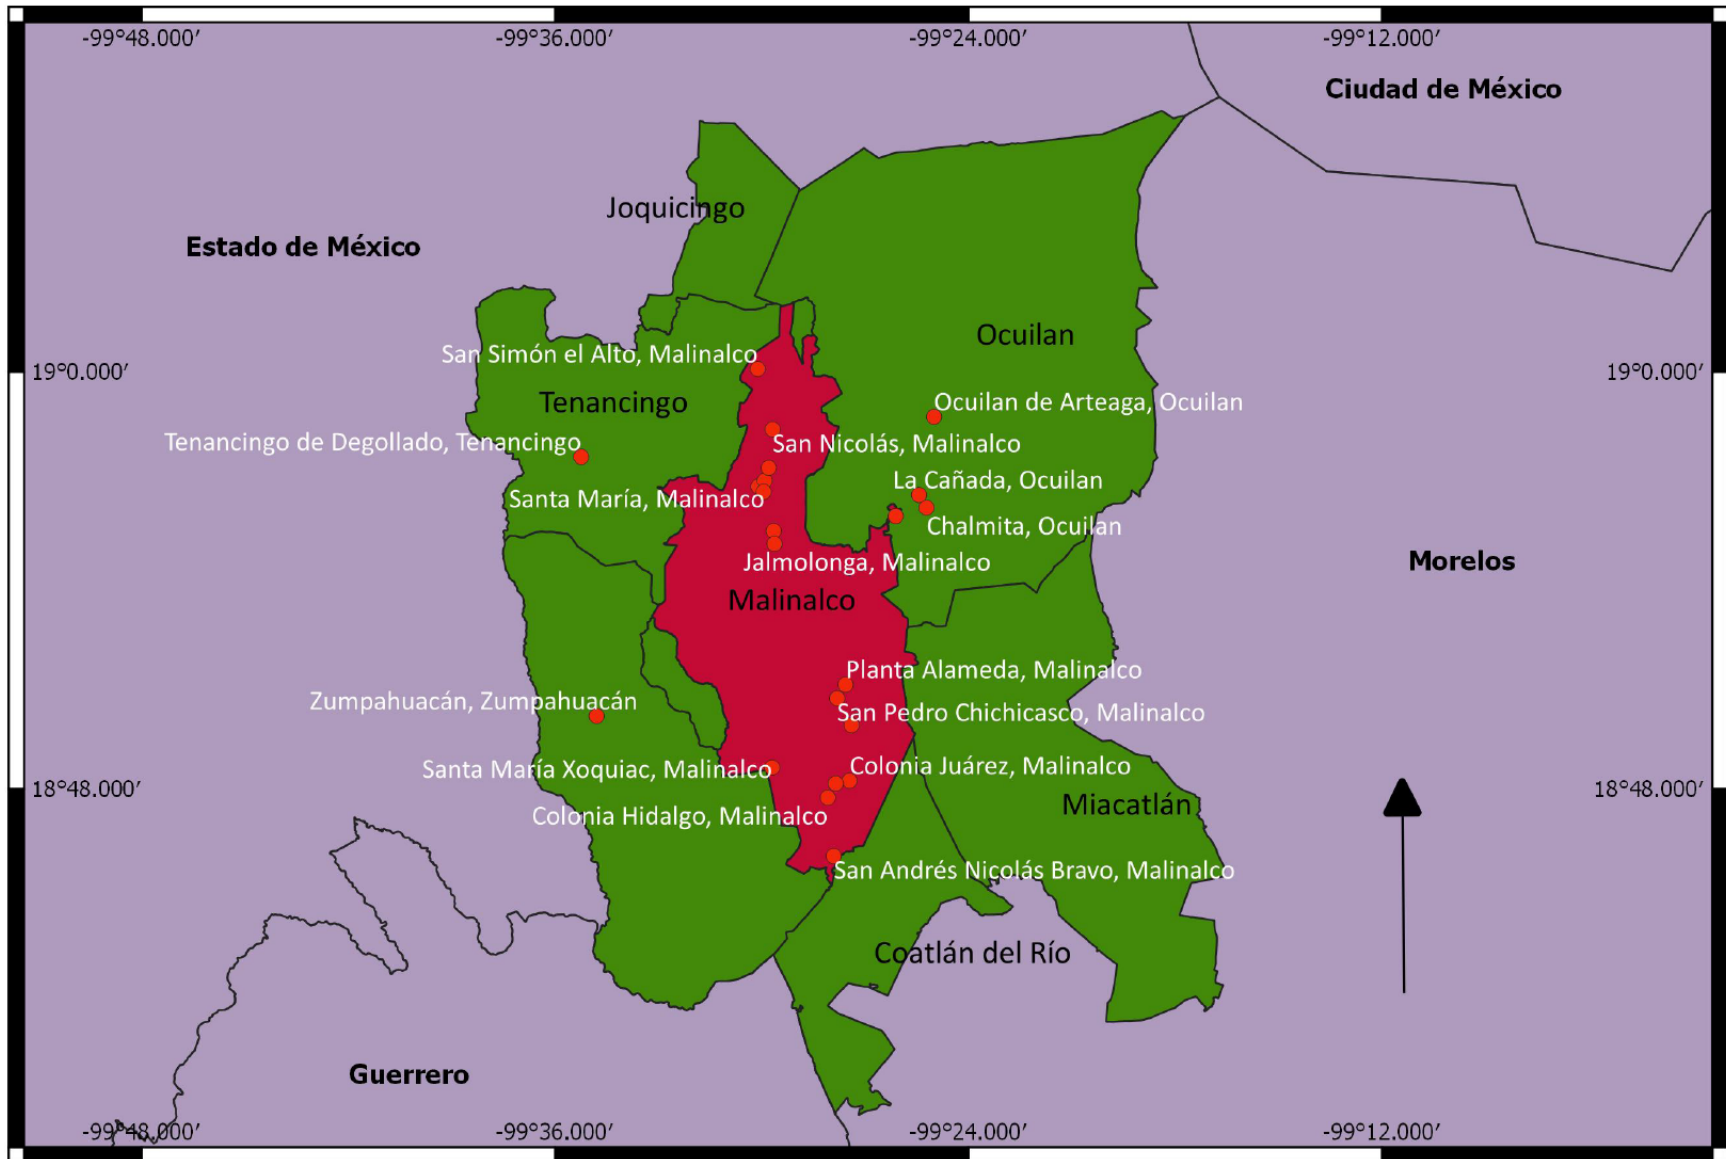 -99°48.000′
-99°36.000′
-99°24.000′
-99°12.000′
Ciudad de México
Joquicingo
Estado de México
Ocuilan
San Simón el Alto, Malinalco
19°0.000′
19°0.000′
Tenancingo
Ocuilan de Arteaga, Ocuilan
Tenancingo de Degollado, Tenancingo
San Nicolás, Malinalco
La Cañada, Ocuilan
Santa María, Malinalco
Chalmita, Ocuilan
Jalmolonga, Malinalco
Morelos
Malinalco
Planta Alameda, Malinalco
Zumpahuacán, Zumpahuacán
San Pedro Chichicasco, Malinalco
Santa María Xoquiac, Malinalco
Colonia Juárez, Malinalco
18°48.000′
18°48.000′
Miacatlán
Colonia Hidalgo, Malinalco
San Andrés Nicolás Bravo, Malinalco
Coatlán del Río
Guerrero
-99°48.000′
-99°36.000′
-99°24.000′
-99°12.000′